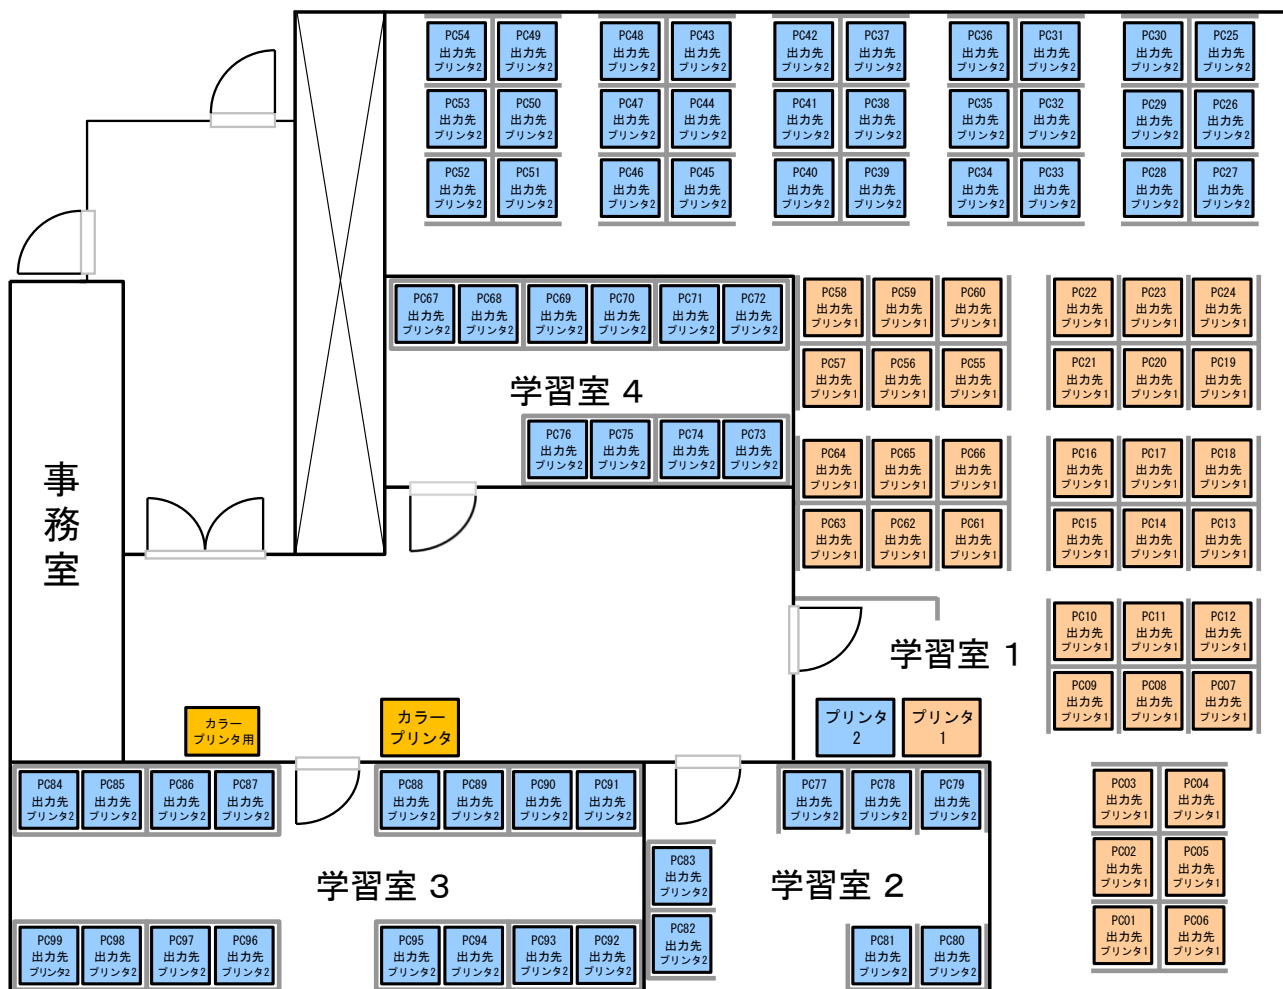 PC54
出力先
プリンタ2
PC49
出力先
プリンタ2
PC48
出力先
プリンタ2
PC43
出力先
プリンタ2
PC42
出力先
プリンタ2
PC37
出力先
プリンタ2
PC36
出力先
プリンタ2
PC31
出力先
プリンタ2
PC30
出力先
プリンタ2
PC25
出力先
プリンタ2
PC53
出力先
プリンタ2
PC50
出力先
プリンタ2
PC47
出力先
プリンタ2
PC44
出力先
プリンタ2
PC41
出力先
プリンタ2
PC38
出力先
プリンタ2
PC35
出力先
プリンタ2
PC32
出力先
プリンタ2
PC29
出力先
プリンタ2
PC26
出力先
プリンタ2
PC52
出力先
プリンタ2
PC51
出力先
プリンタ2
PC46
出力先
プリンタ2
PC45
出力先
プリンタ2
PC40
出力先
プリンタ2
PC39
出力先
プリンタ2
PC34
出力先
プリンタ2
PC33
出力先
プリンタ2
PC28
出力先
プリンタ2
PC27
出力先
プリンタ2
PC67
出力先
プリンタ2
PC68
出力先
プリンタ2
PC69
出力先
プリンタ2
PC70
出力先
プリンタ2
PC71
出力先
プリンタ2
PC72
出力先
プリンタ2
PC58
出力先
プリンタ1
PC59
出力先
プリンタ1
PC60
出力先
プリンタ1
PC22
出力先
プリンタ1
PC23
出力先
プリンタ1
PC24
出力先
プリンタ1
PC57
出力先
プリンタ1
PC56
出力先
プリンタ1
PC55
出力先
プリンタ1
PC21
出力先
プリンタ1
PC20
出力先
プリンタ1
PC19
出力先
プリンタ1
学習室 4
PC76
出力先
プリンタ2
PC75
出力先
プリンタ2
PC74
出力先
プリンタ2
PC73
出力先
プリンタ2
PC64
出力先
プリンタ1
PC65
出力先
プリンタ1
PC66
出力先
プリンタ1
PC16
出力先
プリンタ1
PC17
出力先
プリンタ1
PC18
出力先
プリンタ1
事務室
PC63
出力先
プリンタ1
PC62
出力先
プリンタ1
PC61
出力先
プリンタ1
PC15
出力先
プリンタ1
PC14
出力先
プリンタ1
PC13
出力先
プリンタ1
PC10
出力先
プリンタ1
PC11
出力先
プリンタ1
PC12
出力先
プリンタ1
学習室 1
PC09
出力先
プリンタ1
PC08
出力先
プリンタ1
PC07
出力先
プリンタ1
カラー
プリンタ用
カラー
プリンタ
プリンタ
2
プリンタ
1
PC84
出力先
プリンタ2
PC85
出力先
プリンタ2
PC86
出力先
プリンタ2
PC87
出力先
プリンタ2
PC88
出力先
プリンタ2
PC89
出力先
プリンタ2
PC90
出力先
プリンタ2
PC91
出力先
プリンタ2
PC77
出力先
プリンタ2
PC78
出力先
プリンタ2
PC79
出力先
プリンタ2
PC03
出力先
プリンタ1
PC04
出力先
プリンタ1
PC83
出力先
プリンタ2
PC02
出力先
プリンタ1
PC05
出力先
プリンタ1
学習室 3
学習室 2
PC82
出力先
プリンタ2
PC01
出力先
プリンタ1
PC06
出力先
プリンタ1
PC99
出力先
プリンタ2
PC98
出力先
プリンタ2
PC97
出力先
プリンタ2
PC96
出力先
プリンタ2
PC95
出力先
プリンタ2
PC94
出力先
プリンタ2
PC93
出力先
プリンタ2
PC92
出力先
プリンタ2
PC81
出力先
プリンタ2
PC80
出力先
プリンタ2